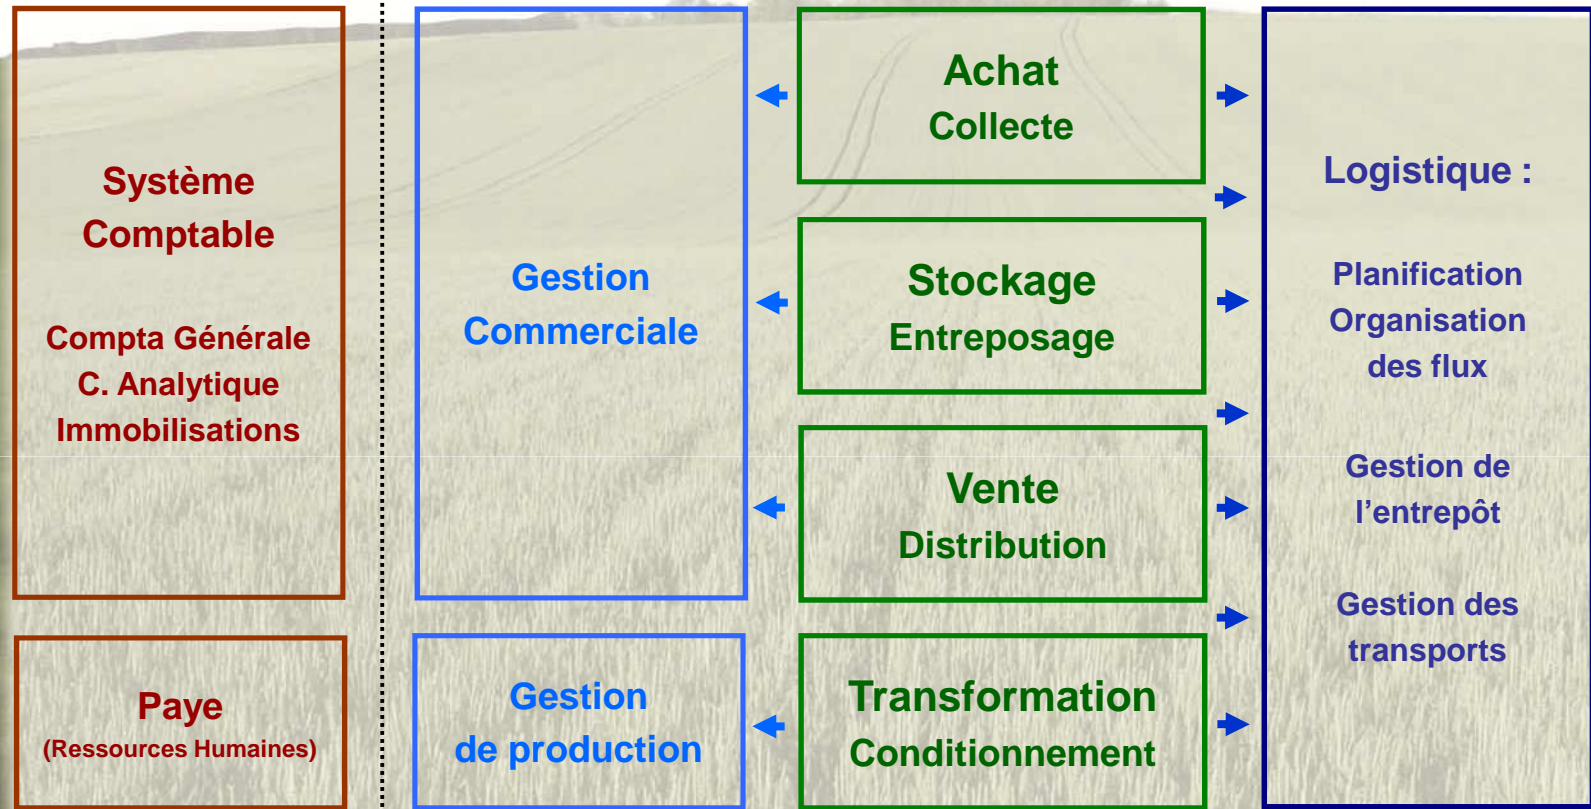 Système
Comptable
Compta Générale
C. Analytique
Immobilisations
Paye
(Ressources Humaines)
Gestion
Commerciale
Gestion
de production
Achat
Collecte
Stockage
Entreposage
Vente
Distribution
Transformation
Conditionnement
Logistique :
Planification
Organisation
des flux
Gestion de
l’entrepôt
Gestion des
transports